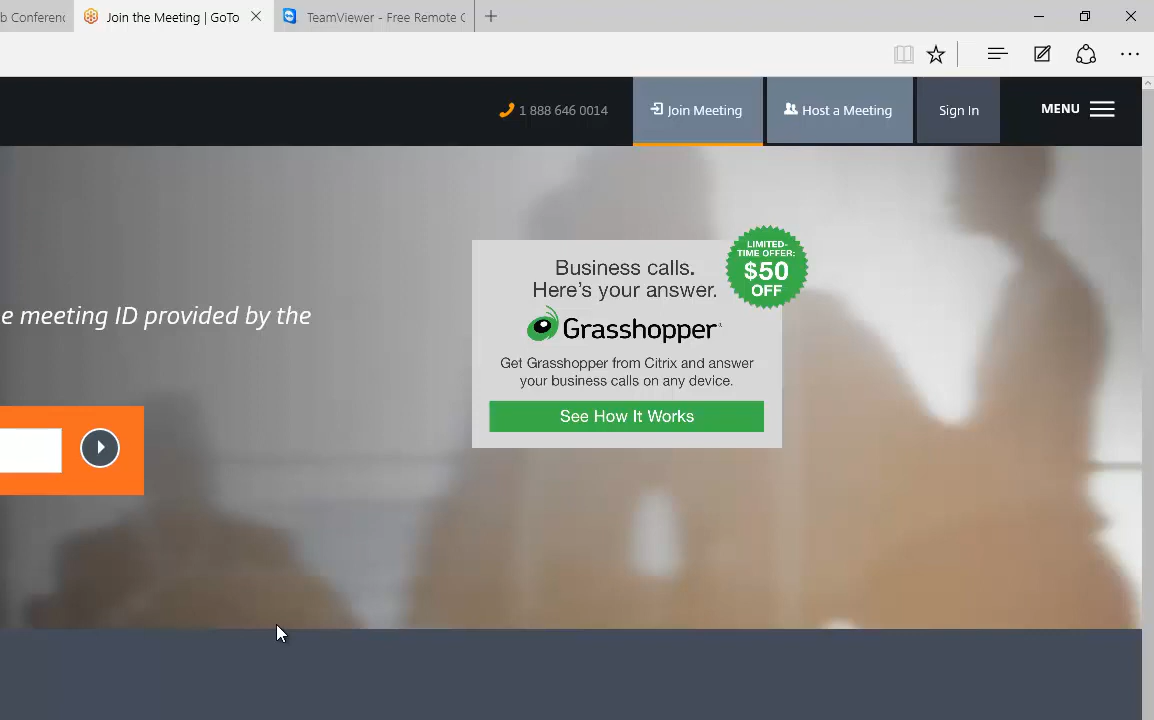 b Conferenc
Join the Meeting | GoTo
TeamViewer - Free Remote C
1 888 646 0014
Join Meeting
Host a Meeting
Sign In
MENU
LIMITED-
TIME OFFER:
$50
OFF
Business calls.
Here's your answer.
Grasshopper
Get Grasshopper from Citrix and answer
your business calls on any device.
See How It Works
e meeting ID provided by the